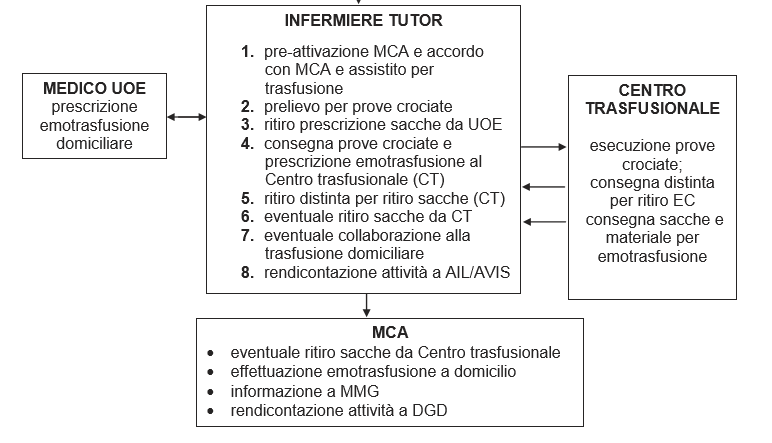 INFERMIERE TUTOR
1. pre-attivazione MCA e accordo
con MCA e assistito per
trasfusione
2. prelievo per prove crociate
3. ritiro prescrizione sacche da UOE
4. consegna prove crociate e
prescrizione emotrasfusione al
Centro trasfusionale (CT)
5. ritiro distinta per ritiro sacche (CT)
6. eventuale ritiro sacche da CT
7. eventuale collaborazione alla
trasfusione domiciliare
8. rendicontazione attività a AIL/AVIS
MEDICO UOE
prescrizione
emotrasfusione
domiciliare
CENTRO
TRASFUSIONALE
esecuzione prove
crociate;
consegna distinta
per ritiro EC
consegna sacche e
materiale per
emotrasfusione
MCA
• eventuale ritiro sacche da Centro trasfusionale
• effettuazione emotrasfusione a domicilio
• informazione a MMG
• rendicontazione attività a DGD